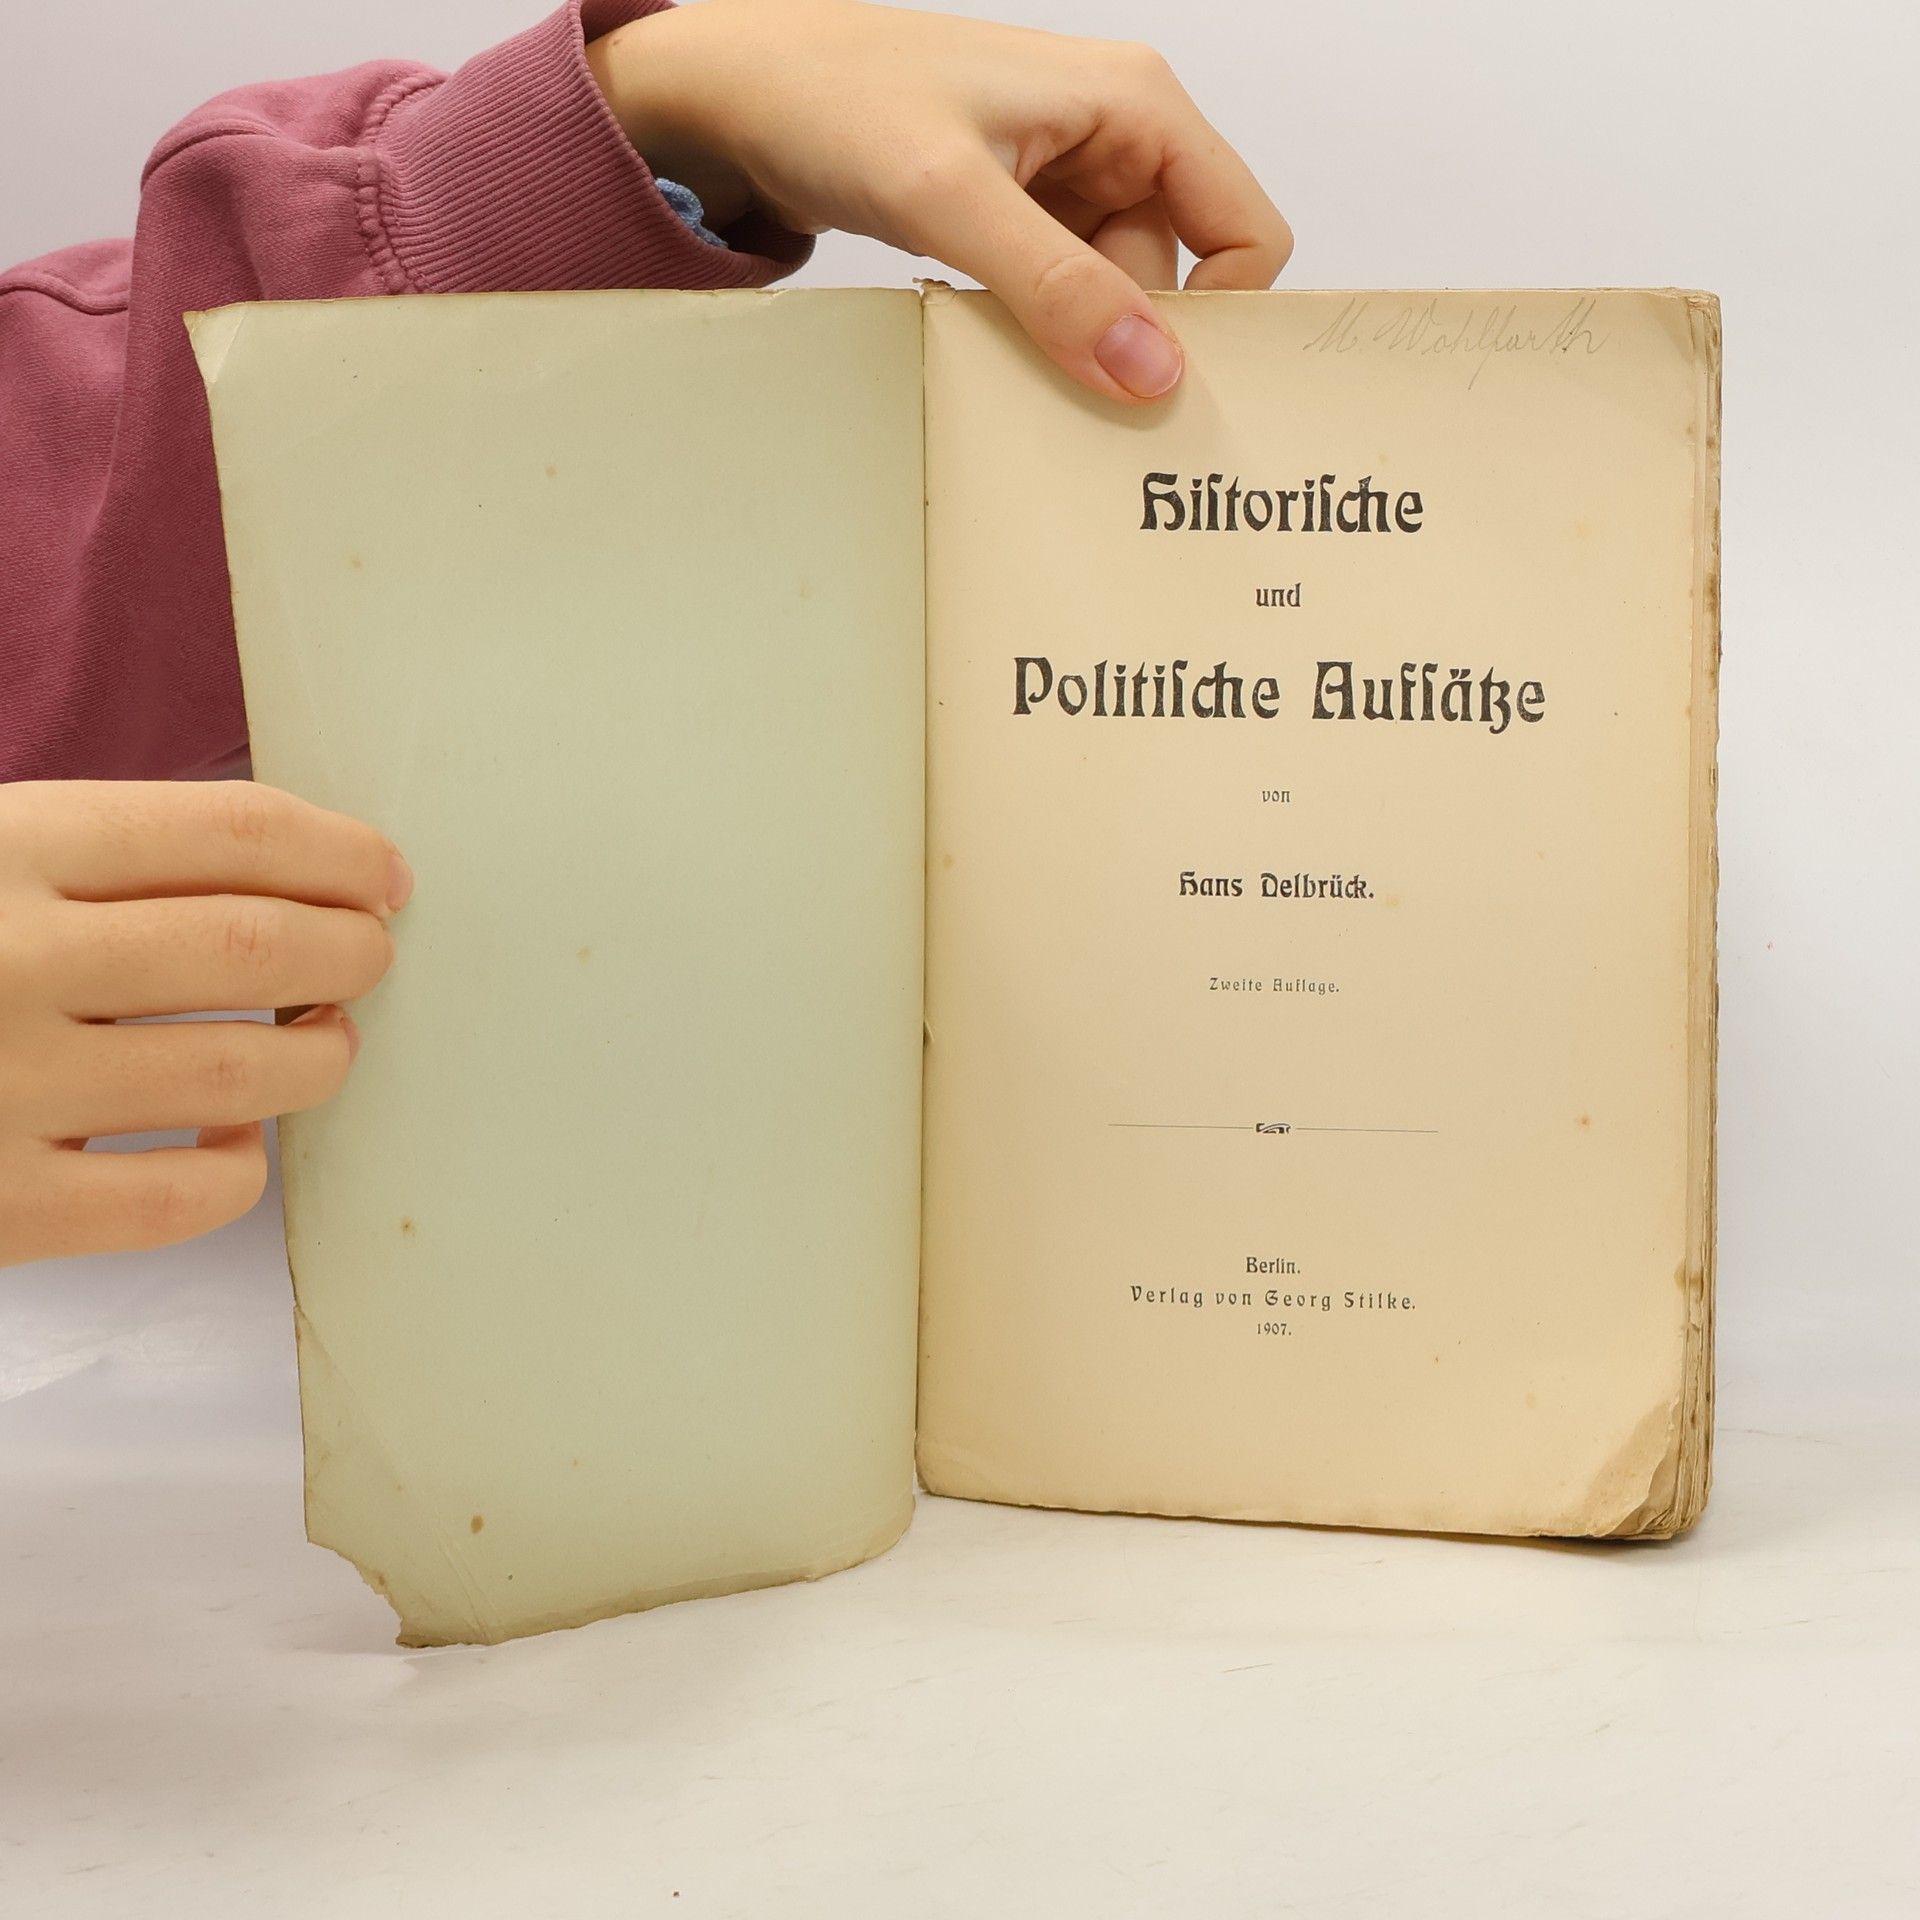 M. Wohlfarth
Hiſtoriſche
und
Politiſche Aufſätze
von
Hans Delbrück.
Zweite Auflage.
Berlin.
Verlag von Georg Stilke.
1907.